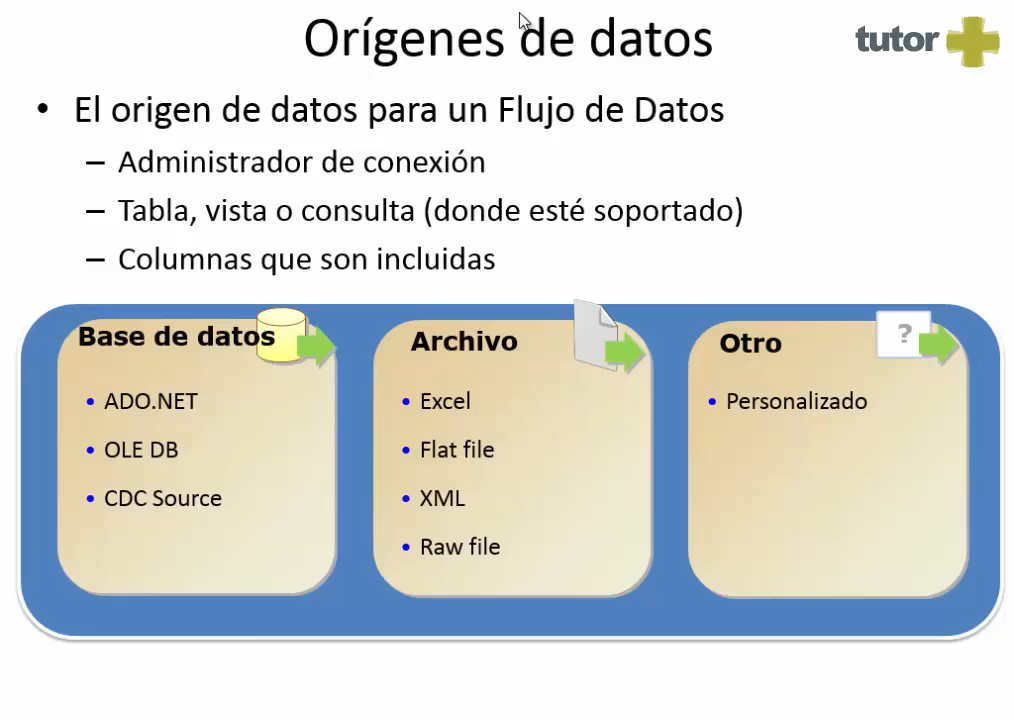 Orígenes de datos
tutor
• El origen de datos para un Flujo de Datos
– Administrador de conexión
– Tabla, vista o consulta (donde esté soportado)
– Columnas que son incluidas
Base de datos
• ADO.NET
• OLE DB
• CDC Source
Archivo
• Excel
• Flat file
• XML
• Raw file
Otro
?
• Personalizado